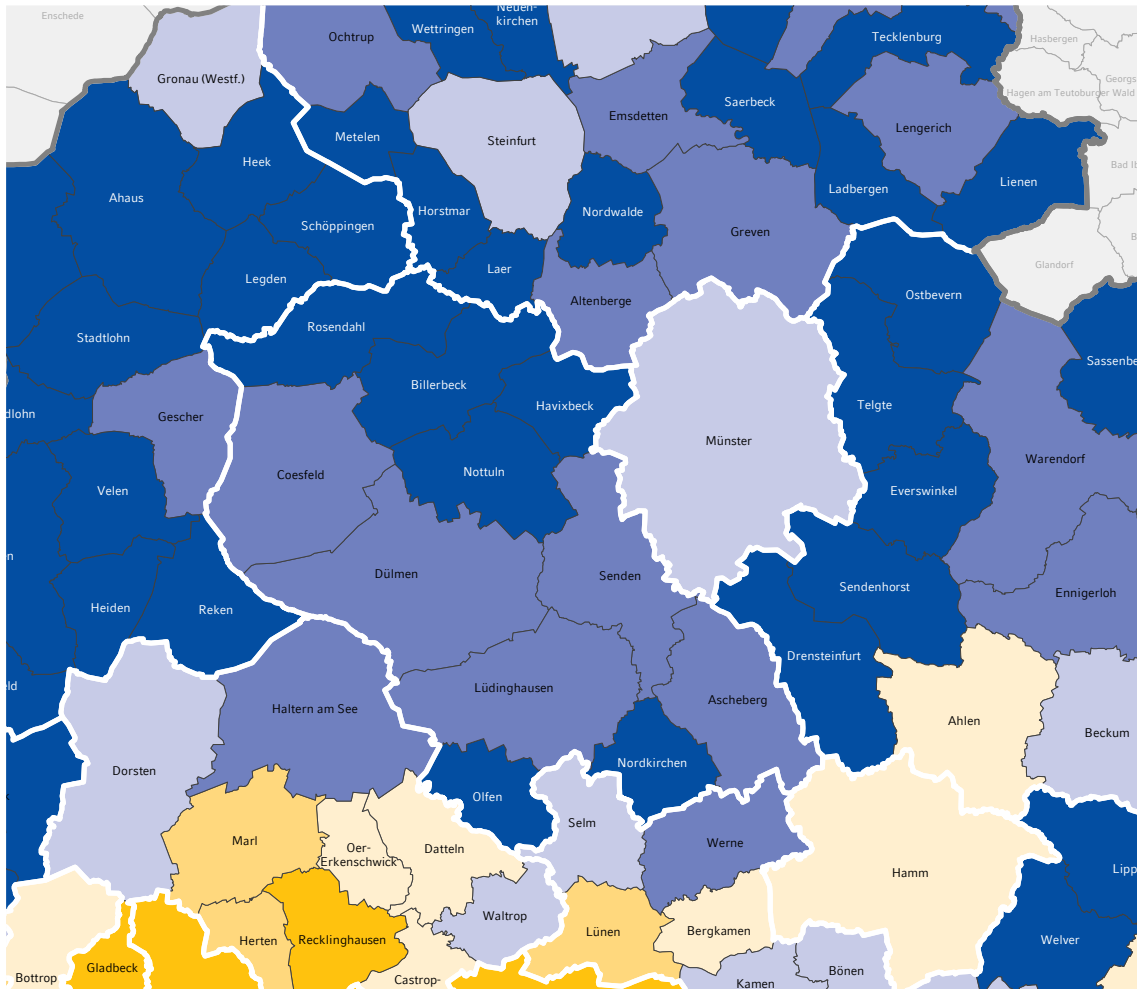 Enschede
Neuen-
kirchen
Wettringen
Ochtrup
Tecklenburg
Hasbergen
Gronau (Westf.)
Georgs
Hagen am Teutoburger Wald
Saerbeck
Emsdetten
Lengerich
Metelen
Steinfurt
Heek
Bad Ib
Lienen
Ladbergen
Ahaus
Horstmar
Nordwalde
Schöppingen
Greven
B
Glandorf
Laer
Legden
Ostbevern
Altenberge
Rosendahl
Stadtlohn
Sassenbe
Billerbeck
Havixbeck
Telgte
dlohn
Gescher
Münster
Warendorf
Nottuln
Coesfeld
Velen
Everswinkel
n
Dülmen
Senden
Sendenhorst
Ennigerloh
Heiden
Reken
Drensteinfurt
eld
Lüdinghausen
Ascheberg
Haltern am See
Ahlen
Beckum
Nordkirchen
Dorsten
Olfen
k
Selm
Marl
Oer-
Erkenschwick
Datteln
Werne
Hamm
Lipp
Waltrop
Lünen
Bergkamen
Herten
Recklinghausen
Welver
Gladbeck
Bönen
Bottrop
Castrop-
Kamen